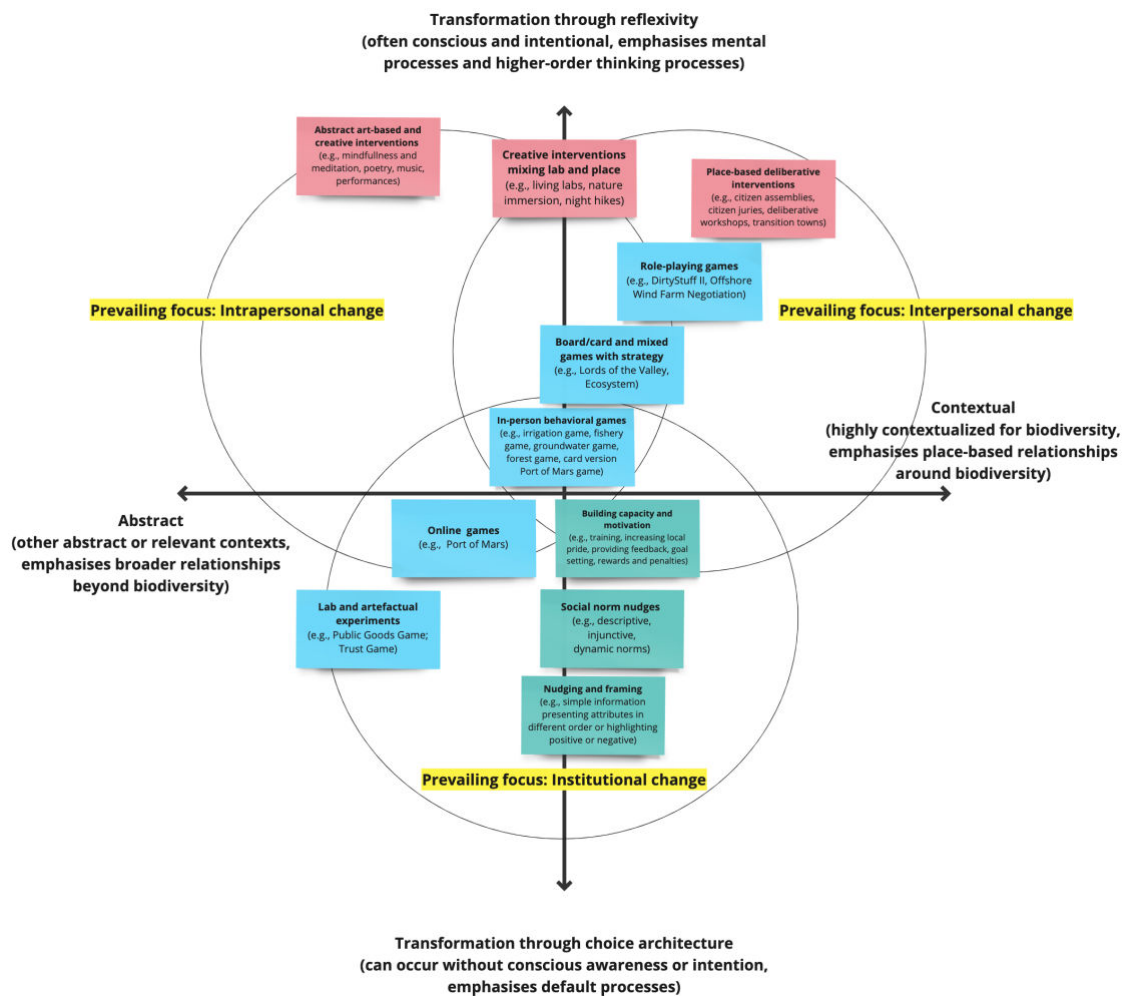 Transformation through reflexivity
(often conscious and intentional, emphasises mental
processes and higher-order thinking processes)
Abstract art-based and
creative interventions
(e.g., mindfullness and
meditation, poetry, music,
performances)
Creative interventions
mixing lab and place
(e.g., living labs, nature
immersion, night hikes)
Place-based deliberative
interventions
(e.g., citizen assemblies,
citizen juries, deliberative
workshops, transition towns)
Role-playing games
(e.g., DirtyStuff II, Offshore
Wind Farm Negotiation)
Prevailing focus: Intrapersonal change
Prevailing focus: Interpersonal change
Board/card and mixed
games with strategy
(e.g., Lords of the Valley,
Ecosystem)
In-person behavioral games
(e.g., irrigation game, fishery
game, groundwater game,
forest game, card version
Port of Mars game)
Contextual
(highly contextualized for biodiversity,
emphasises place-based relationships
around biodiversity)
Abstract
(other abstract or relevant contexts,
emphasises broader relationships
beyond biodiversity)
Online games
(e.g., Port of Mars)
Building capacity and
motivation
(e.g., training, increasing local
pride, providing feedback, goal
setting, rewards and penalties)
Lab and artefactual
experiments
(e.g., Public Goods Game;
Trust Game)
Social norm nudges
(e.g., descriptive,
injunctive,
dynamic norms)
Nudging and framing
(e.g., simple information
presenting attributes in
different order or highlighting
positive or negative)
Prevailing focus: Institutional change
Transformation through choice architecture
(can occur without conscious awareness or intention,
emphasises default processes)